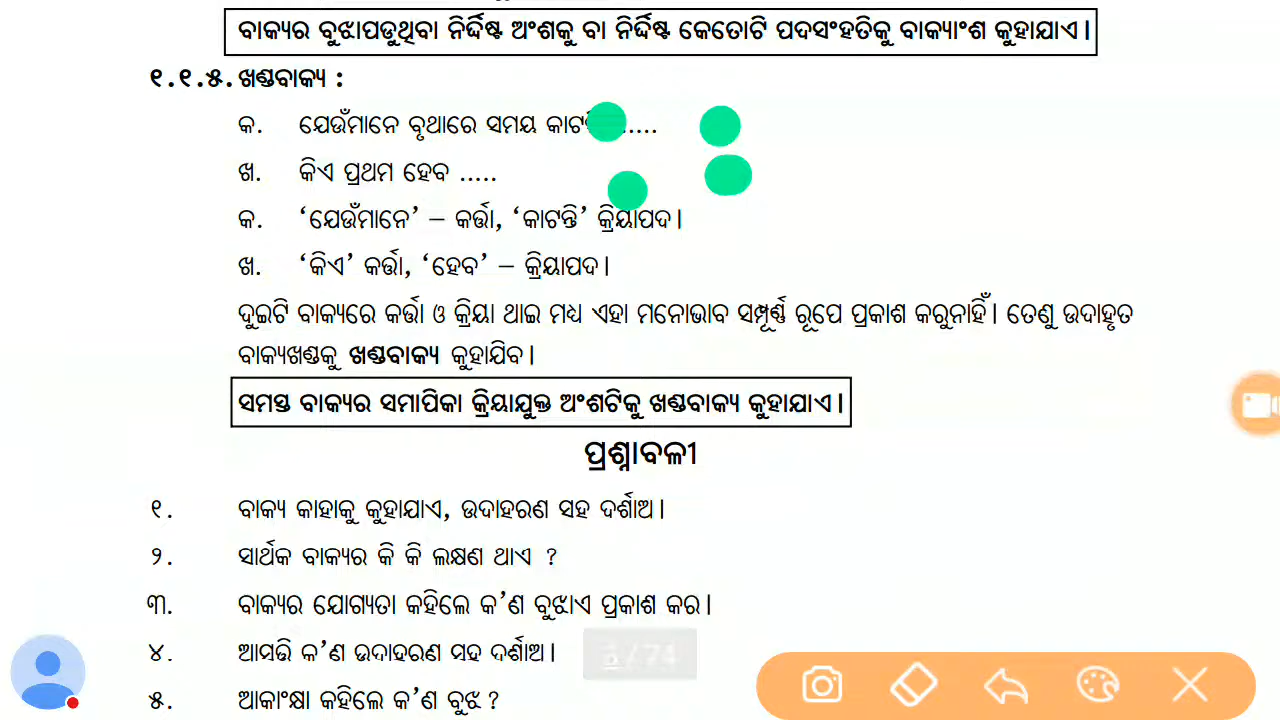 ବାକ୍ୟର ବୁଝାପଡୁଥିବା ନିର୍ଦ୍ଦିଷ୍ଟ ଅଂଶକୁ ବା ନିର୍ଦ୍ଦିଷ୍ଟ କେତୋଟି ପଦସଂହତିକୁ ବାକ୍ୟାଂଶ କୁହାଯାଏ।
୧.୧.୫. ଖଣ୍ଡବାକ୍ୟ :
କ. ଯେଉଁମାନେ ବୃଥାରେ ସମୟ .....
ଖ. କିଏ ପ୍ରଥମ ହେବ .....
କ. ‘ଯେଉଁମାନେ’ – କର୍ତ୍ତା, ‘କାଟନ୍ତି’ କ୍ରିୟାପଦ।
ଖ. ‘କିଏ’ କର୍ତ୍ତା, ‘ହେବ’ – କ୍ରିୟାପଦ।
ଦୁଇଟି ବାକ୍ୟରେ କର୍ତ୍ତା ଓ କ୍ରିୟା ଥାଇ ମଧ୍ୟ ଏହା ମନୋଭାବ ସମ୍ପୂର୍ଣ୍ଣ ରୂପେ ପ୍ରକାଶ କରୁନାହିଁ। ତେଣୁ ଉଦାହୃତ
ବାକ୍ୟଖଣ୍ଡକୁ ଖଣ୍ଡବାକ୍ୟ କୁହାଯିବ।
ସମସ୍ତ ବାକ୍ୟର ସମାପିକା କ୍ରିୟାଯୁକ୍ତ ଅଂଶଟିକୁ ଖଣ୍ଡବାକ୍ୟ କୁହାଯାଏ।
ପ୍ରଶ୍ନାବଳୀ
୧. ବାକ୍ୟ କାହାକୁ କୁହାଯାଏ, ଉଦାହରଣ ସହ ଦର୍ଶାଅ।
୨. ସାର୍ଥକ ବାକ୍ୟର କି କି ଲକ୍ଷଣ ଥାଏ ?
୩. ବାକ୍ୟର ଯୋଗ୍ୟତା କହିଲେ କ’ଣ ବୁଝାଏ ପ୍ରକାଶ କର।
୪. ଆସତ୍ତି କ’ଣ ଉଦାହରଣ ସହ ଦର୍ଶାଅ।
୫. ଆକାଂକ୍ଷା କହିଲେ କ’ଣ ବୁଝ ?